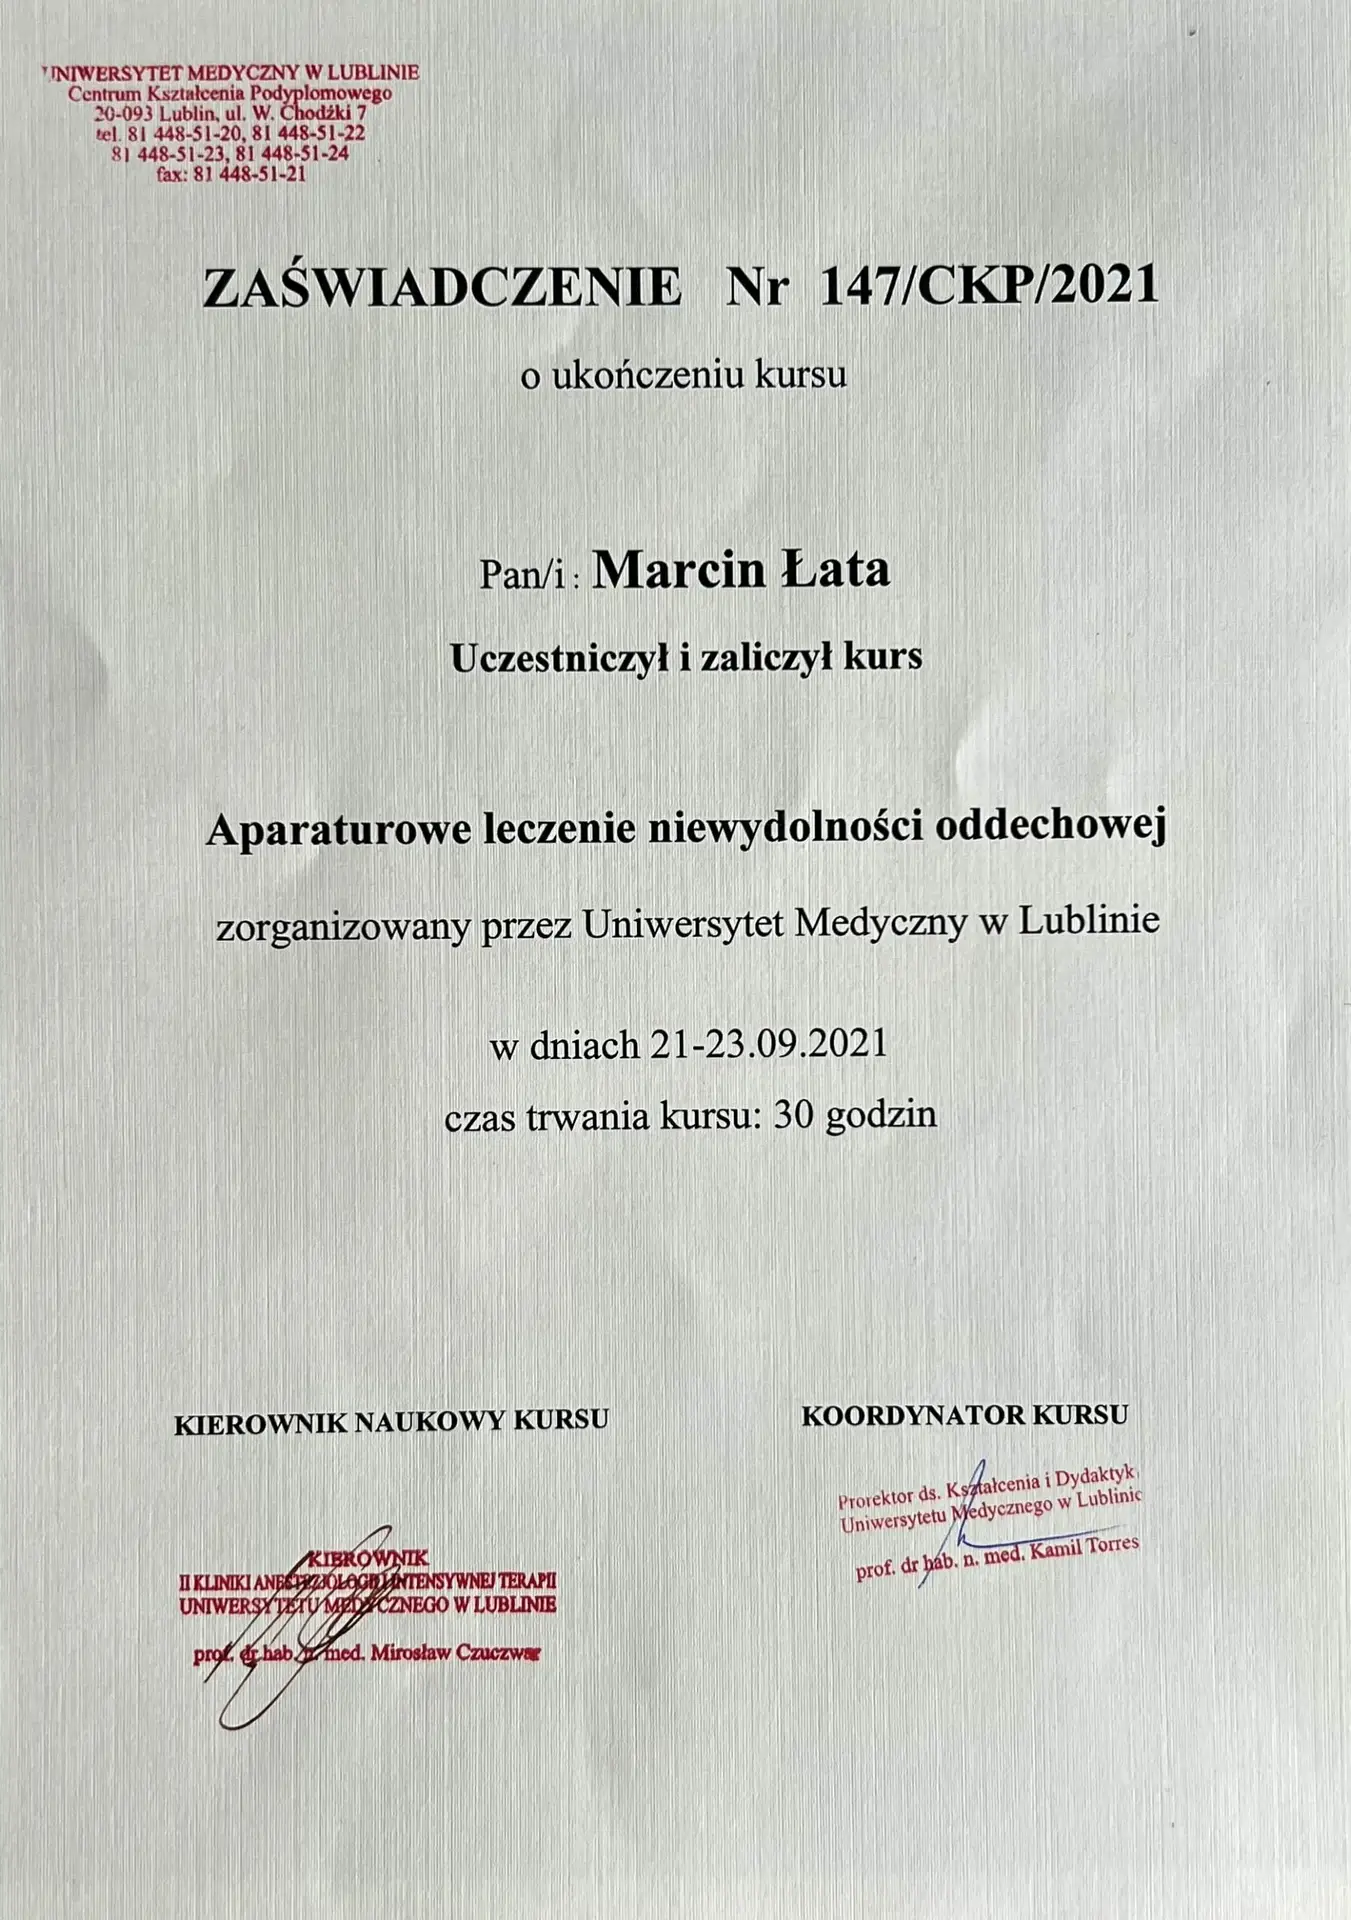 UNIWERSYTET MEDYCZNY W LUBLINIE
Centrum Kształcenia Podyplomowego
20-093 Lublin, ul. W. Chodźki 7
tel. 81 448-51-20, 81 448-51-22
81 448-51-23, 81 448-51-24
fax: 81 448-51-21
ZAŚWIADCZENIE Nr 147/CKP/2021
o ukończeniu kursu
Pan/i : Marcin Łata
Uczestniczył i zaliczył kurs
Aparaturowe leczenie niewydolności oddechowej
zorganizowany przez Uniwersytet Medyczny w Lublinie
w dniach 21-23.09.2021
czas trwania kursu: 30 godzin
KIEROWNIK NAUKOWY KURSU
KIEROWNIK
II KLINIKI ANESTEZJOLOGII I INTENSYWNEJ TERAPII
UNIWERSYTETU MEDYCZNEGO W LUBLINIE
prof. dr hab. n. med. Mirosław Czuczwar
KOORDYNATOR KURSU
Prorektor ds. Kształcenia i Dydaktyk
Uniwersytetu Medycznego w Lublinie
prof. dr hab. n. med. Kamil Torres